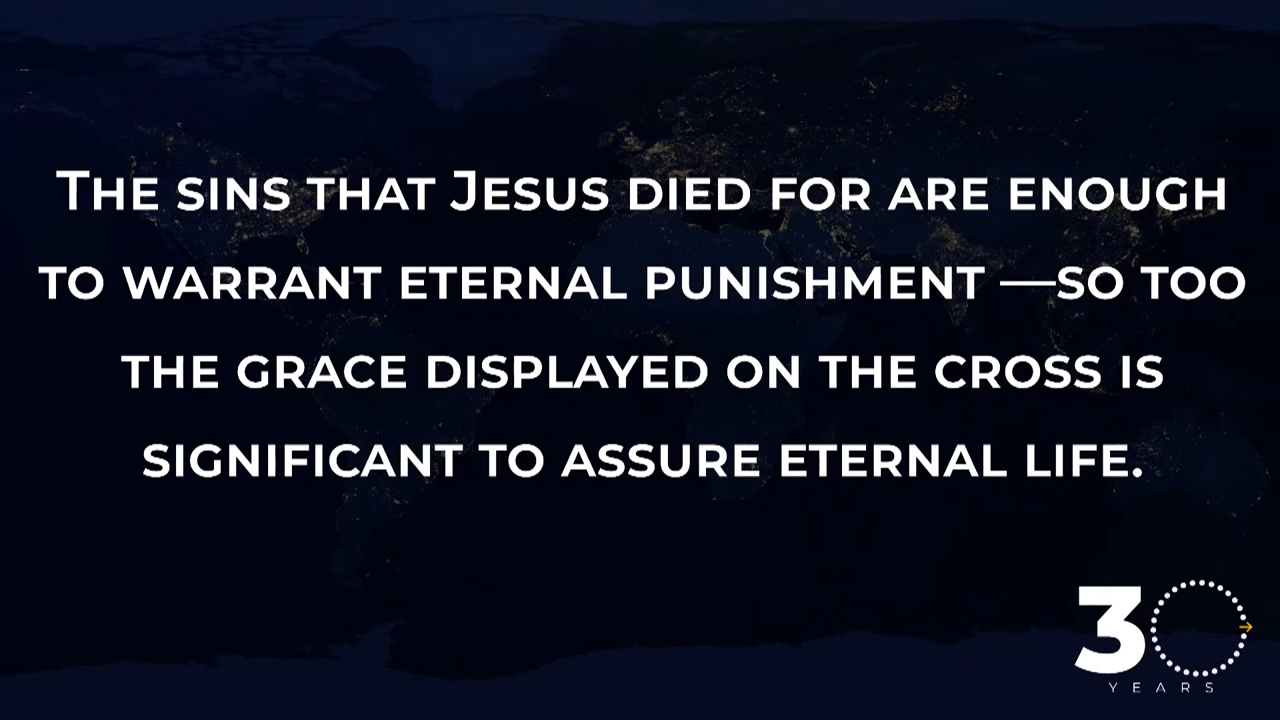 The sins that Jesus died for are enough
to warrant eternal punishment —so too
the grace displayed on the cross is
significant to assure eternal life.
30
YEARS